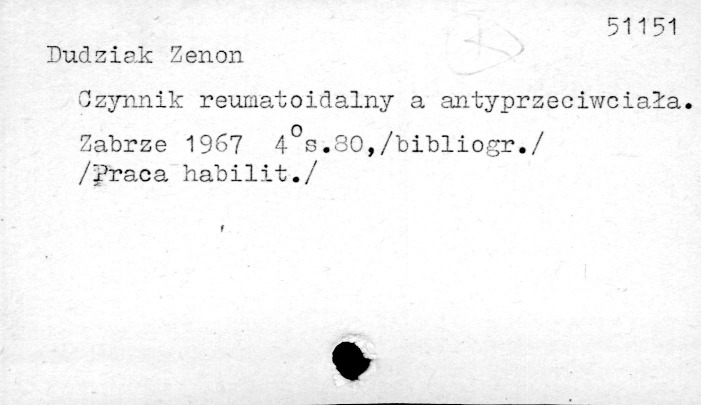 51151
Dudziak Zenon
Czynnik reumatoidalny a antyprzeciwciała.
Zabrze 1967 4°s.80,/bibliogr./
/Praca habilit./